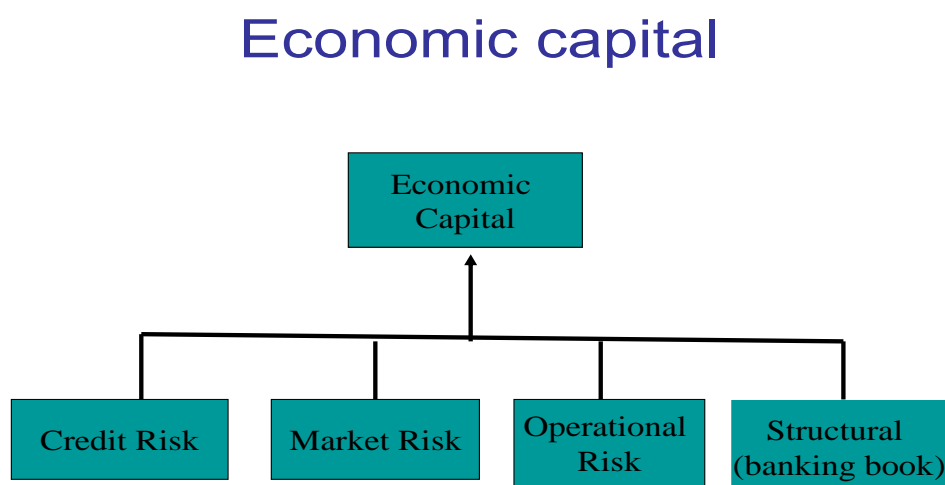 Economic capital
Economic
Capital
Credit Risk
Market Risk
Operational
Risk
Structural
(banking book)